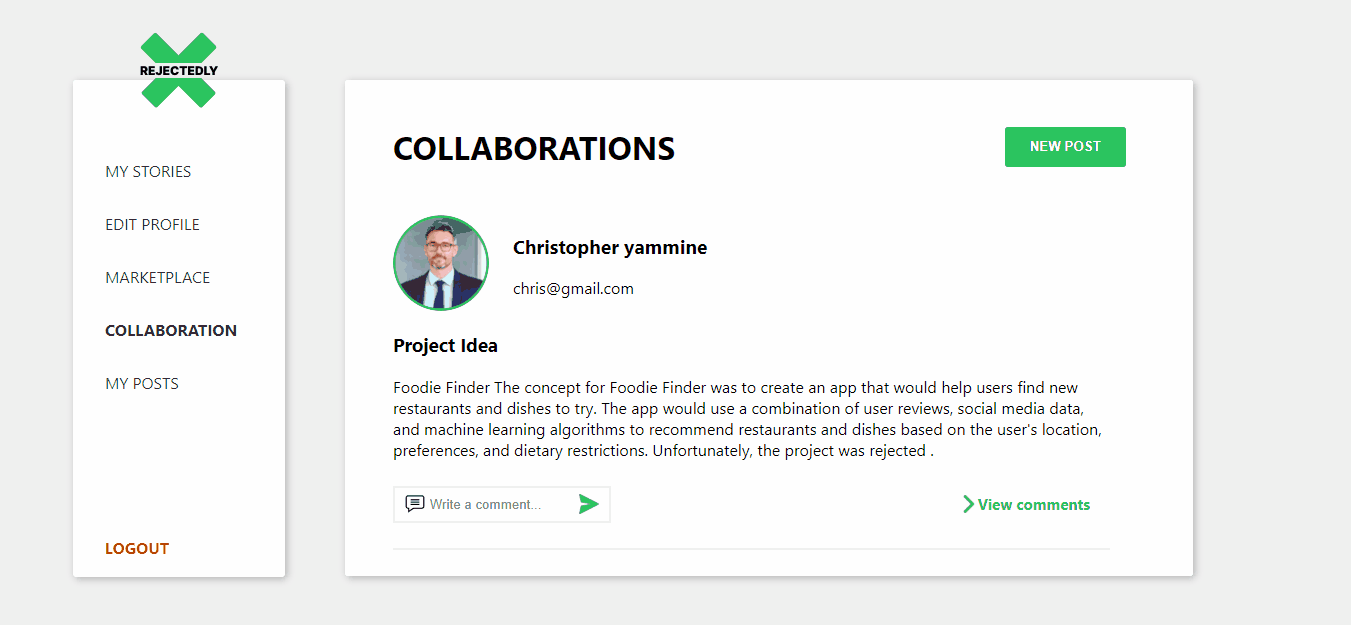 REJECTEDLY
MY STORIES
EDIT PROFILE
MARKETPLACE
COLLABORATION
MY POSTS
LOGOUT
COLLABORATIONS
NEW POST
Christopher yammine
chris@gmail.com
Project Idea
Foodie Finder The concept for Foodie Finder was to create an app that would help users find new
restaurants and dishes to try. The app would use a combination of user reviews, social media data,
and machine learning algorithms to recommend restaurants and dishes based on the user's location,
preferences, and dietary restrictions. Unfortunately, the project was rejected .
Write a comment...
View comments